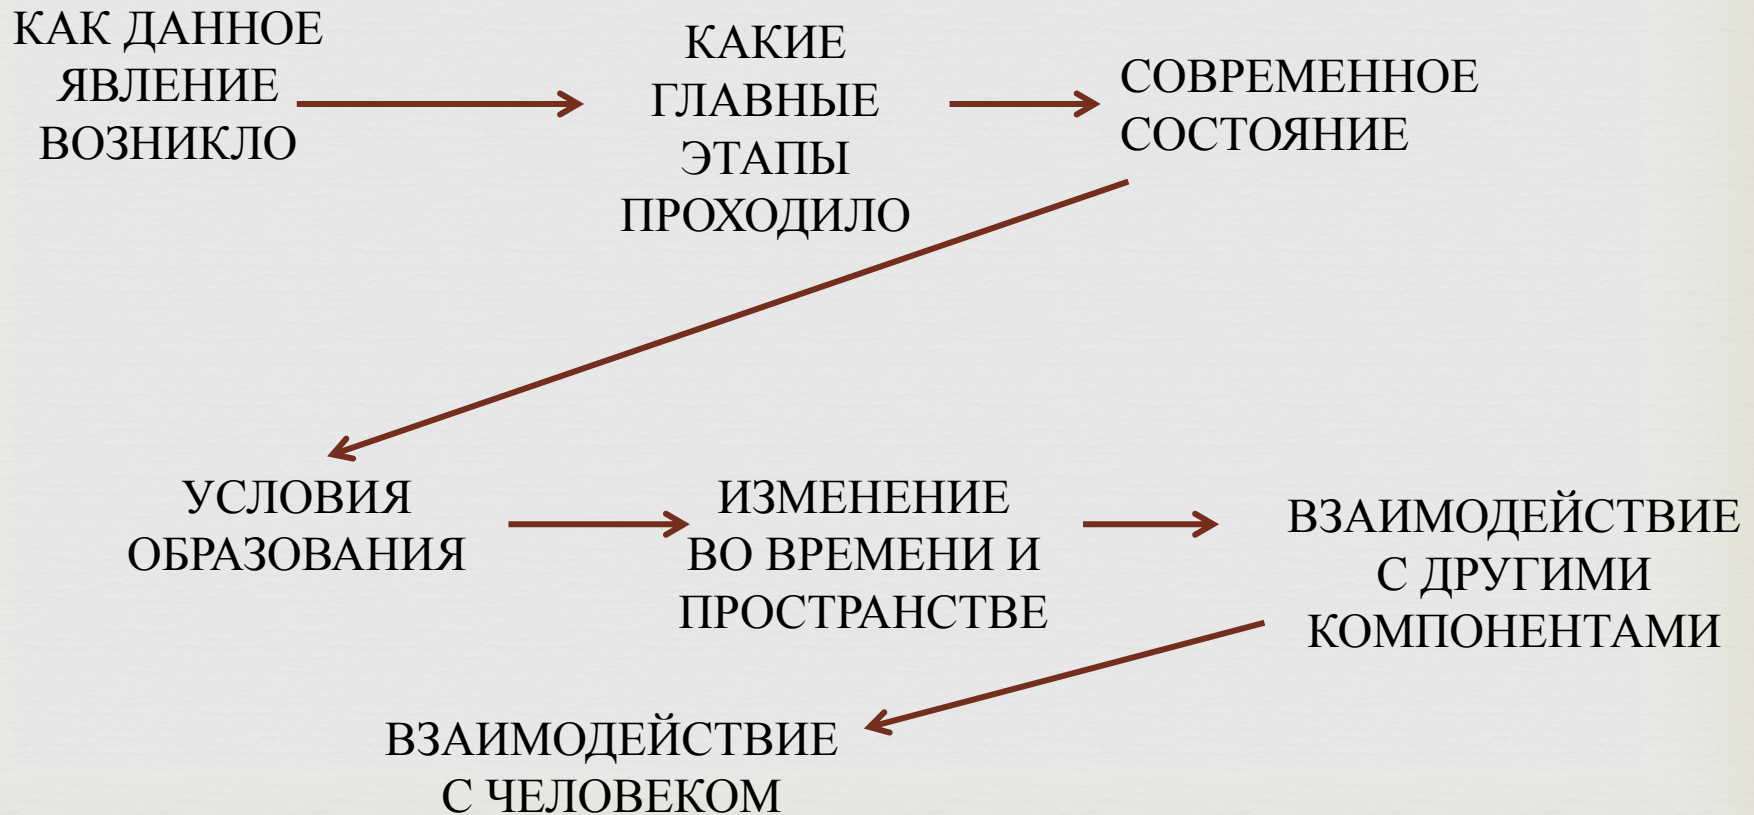 КАК ДАННОЕ
ЯВЛЕНИЕ
ВОЗНИКЛО
КАКИЕ
ГЛАВНЫЕ
ЭТАПЫ
ПРОХОДИЛО
СОВРЕМЕННОЕ
СОСТОЯНИЕ
УСЛОВИЯ
ОБРАЗОВАНИЯ
ИЗМЕНЕНИЕ
ВО ВРЕМЕНИ И
ПРОСТРАНСТВЕ
ВЗАИМОДЕЙСТВИЕ
С ДРУГИМИ
КОМПОНЕНТАМИ
ВЗАИМОДЕЙСТВИЕ
С ЧЕЛОВЕКОМ